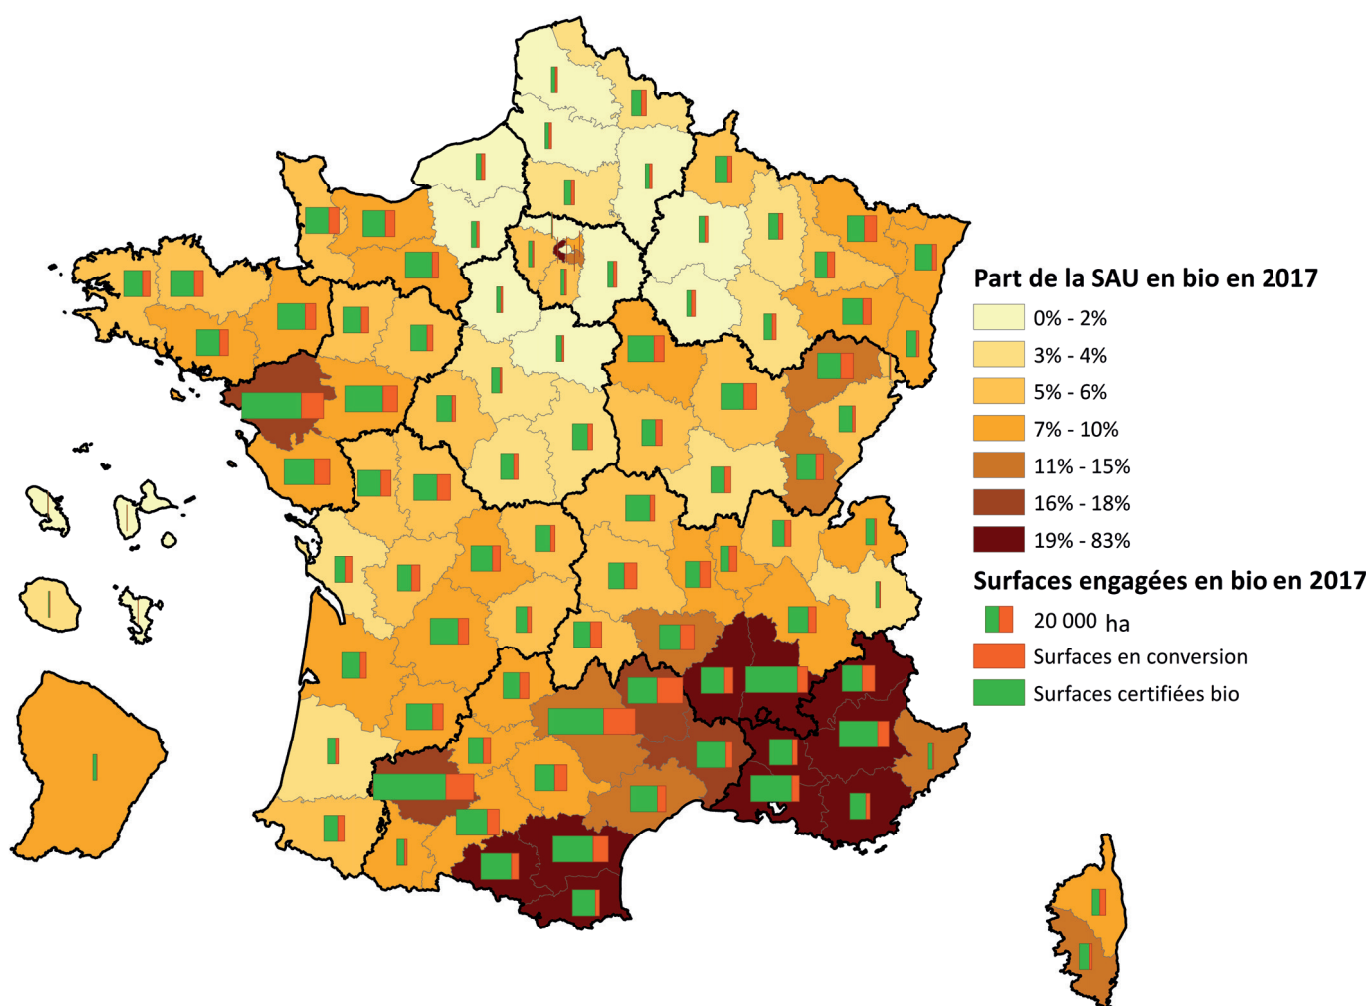 Part de la SAU en bio en 2017
0% - 2%
3% - 4%
5% - 6%
7% - 10%
11% - 15%
16% - 18%
19% - 83%
Surfaces engagées en bio en 2017
20 000 ha
Surfaces en conversion
Surfaces certifiées bio